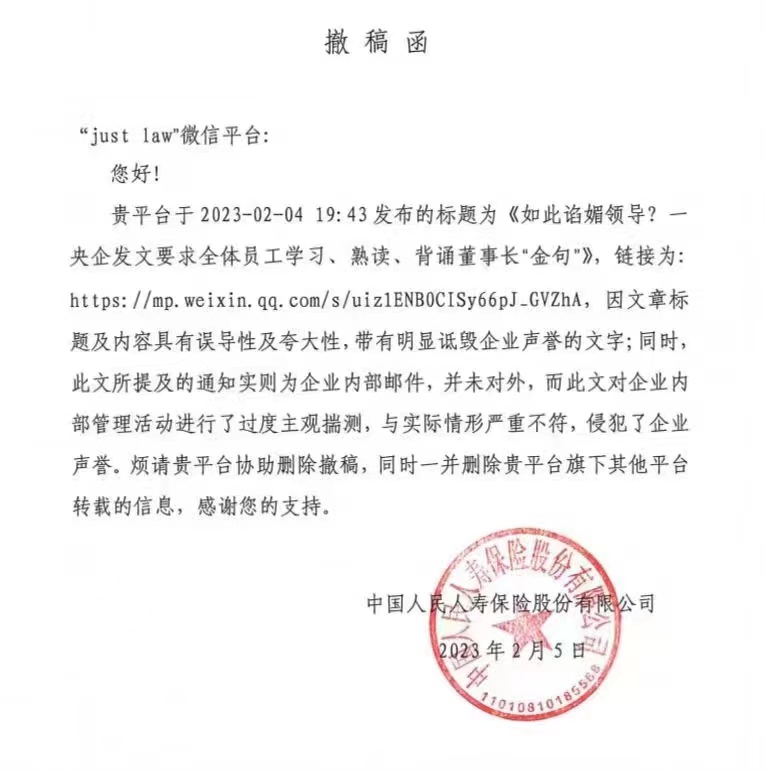 撤 稿 函
“just law"微信平台:
您好!
贵平台于 2023-02-04 19:43 发布的标题为《如此谄媚领导? 一
央企发文要求全体员工学习、熟读、背诵董事长"金句"》, 链接为:
https://mp.weixin.qq.com/s/uiz1ENB0CISy66pJ_GVZhA, 因文章标
题及内容具有误导性及夸大性, 带有明显诋毁企业声誉的文字; 同时,
此文所提及的通知实则为企业内部邮件, 并未对外, 而此文对企业内
部管理活动进行了过度主观揣测, 与实际情形严重不符, 侵犯了企业
声誉。烦请贵平台协助删除撤稿, 同时一并删除贵平台旗下其他平台
转载的信息, 感谢您的支持。
中国人民人寿保险股份有限公司
2023 年 2 月 5 日
中国人民人寿保险股份有限公司
11010810185568